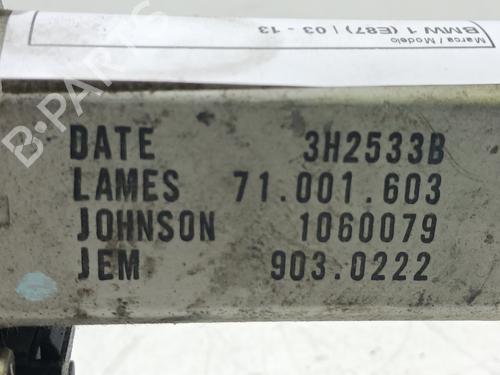 Marca / Modelo
BMW 1 (E87) | 03 - 13
DATE 3H2533B
LAMES 71.001.603
JOHNSON 1060079
JEM 903.0222
B-PARTS